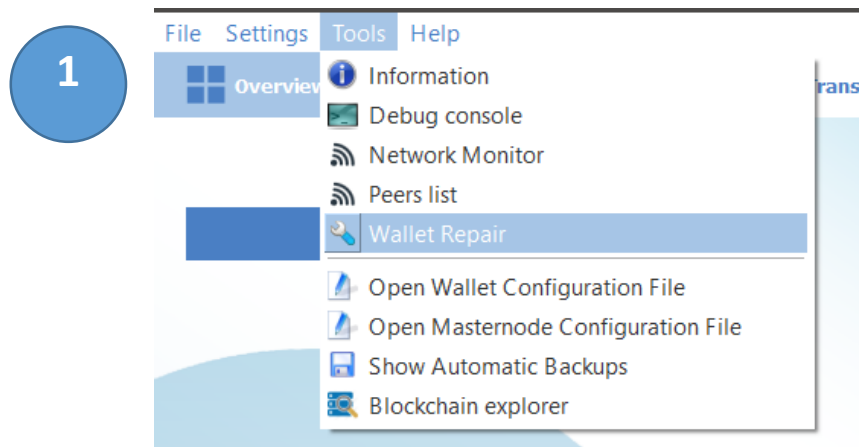 1
File Settings Tools Help
Overview
Information
Debug console
Network Monitor
Peers list
Wallet Repair
Open Wallet Configuration File
Open Masternode Configuration File
Show Automatic Backups
Blockchain explorer